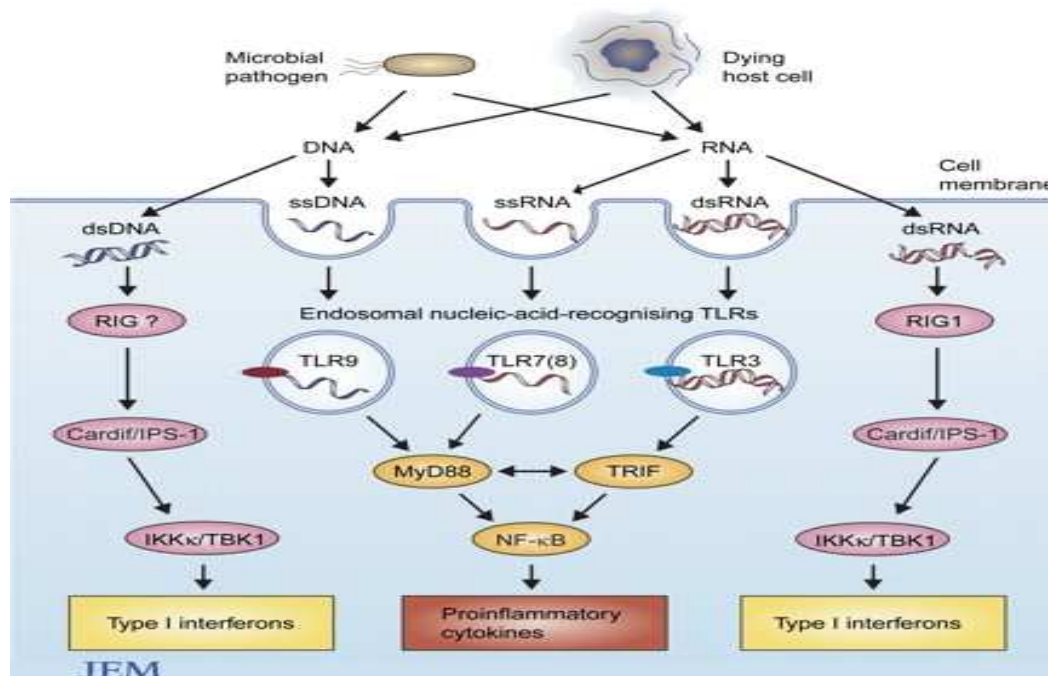 Microbial
pathogen
Dying
host cell
DNA
RNA
Cell
membrane
ssDNA
ssRNA
dsRNA
dsDNA
dsRNA
RIG ?
Endosomal nucleic-acid-recognising TLRs
RIG1
TLR9
TLR7(8)
TLR3
Cardif/IPS-1
Cardif/IPS-1
MyD88
TRIF
IKKκ/TBK1
NF-κB
IKKκ/TBK1
Type I interferons
Proinflammatory
cytokines
Type I interferons
JEM